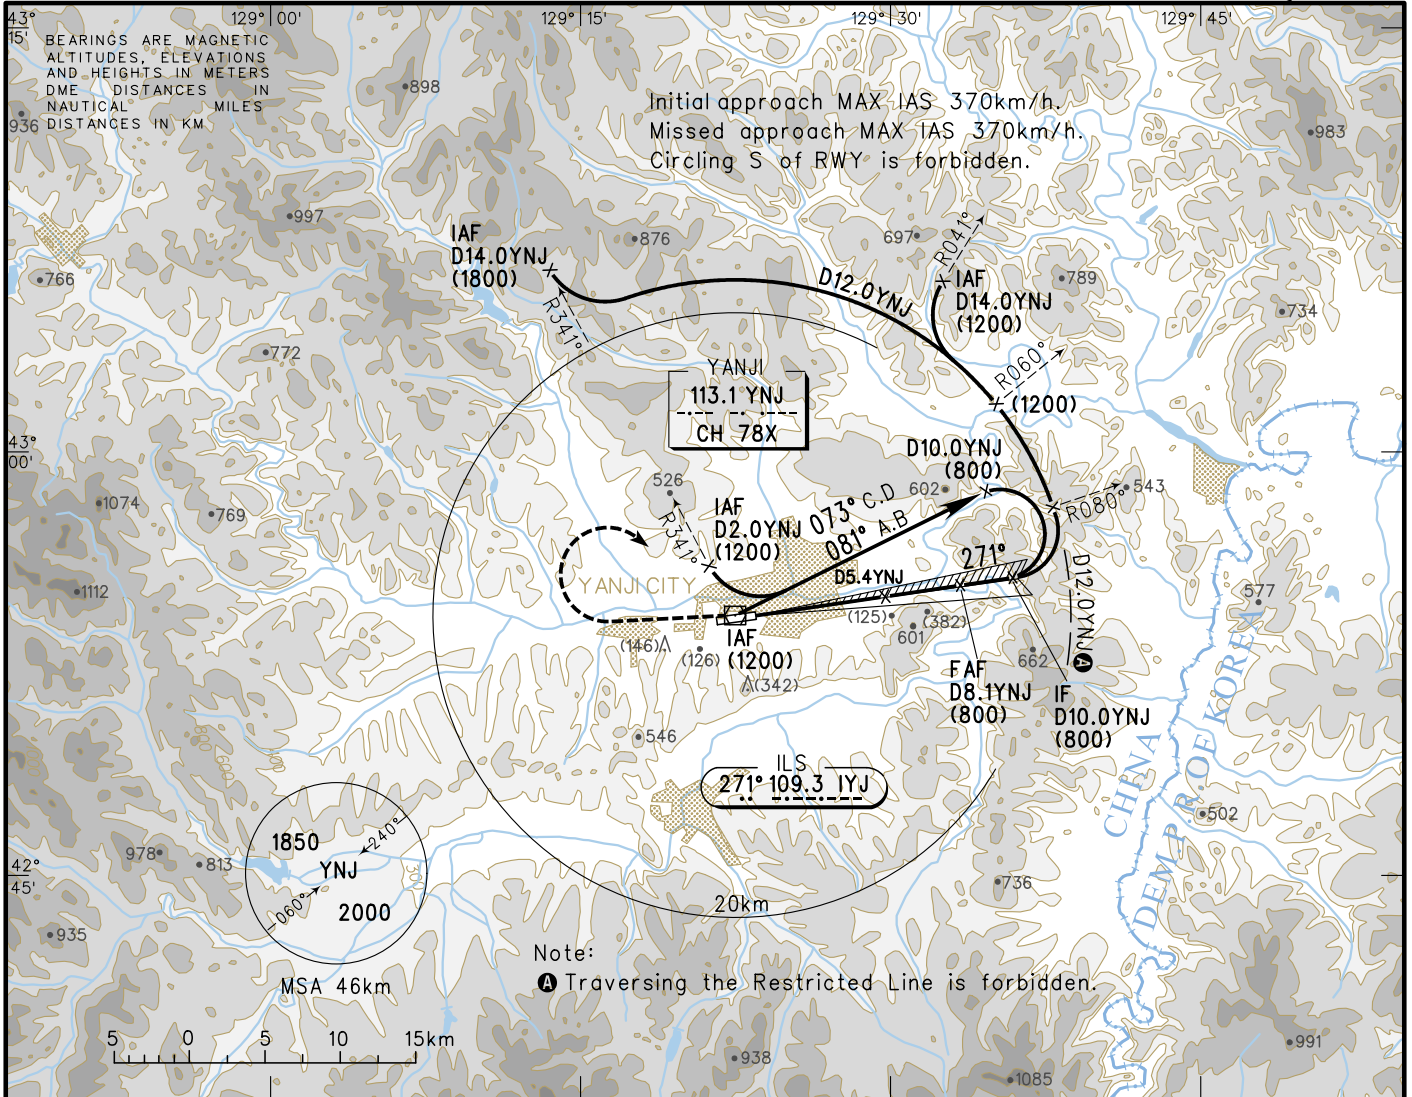 129° 00'
129° 15'
129° 30'
129° 45'
43°
15'
BEARINGS ARE MAGNETIC
ALTITUDES, ELEVATIONS
AND HEIGHTS IN METERS
DME DISTANCES IN
NAUTICAL MILES
DISTANCES IN KM
898
936
Initial approach MAX IAS 370km/h.
Missed approach MAX IAS 370km/h.
Circling S of RWY is forbidden.
983
997
876
697
R041°
766
IAF
D14.0YNJ
(1800)
R341°
D12.0YNJ
IAF
D14.0YNJ
(1200)
789
734
772
R060°
(1200)
YANJI
113.1 YNJ
CH 78X
43°
00'
D10.0YNJ
(800)
602
543
R080°
1074
769
526
R341°
IAF
D2.0YNJ
(1200)
073° C.D
081° A.B
271°
D5.4YNJ
D12.0YNJ
A
1112
YANJI CITY
577
(125)
(382)
601
(146)
(126)
IAF
(1200)
(342)
662
FAF
D8.1YNJ
(800)
IF
D10.0YNJ
(800)
546
800
600
ILS
271° 109.3 IYJ
CHINA
DEM.P.R.OF KOREA
502
978
813
1850
240°
YNJ
060°
2000
300
42°
45'
736
20km
935
MSA 46km
Note:
A Traversing the Restricted Line is forbidden.
5 0 5 10 15km
938
991
1085